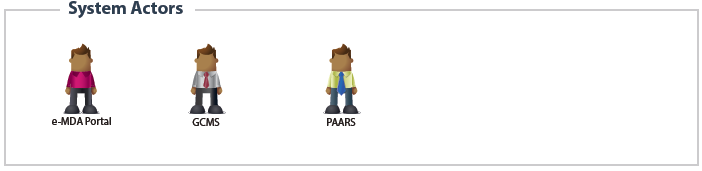 System Actors
e-MDA Portal
GCMS
PAARS